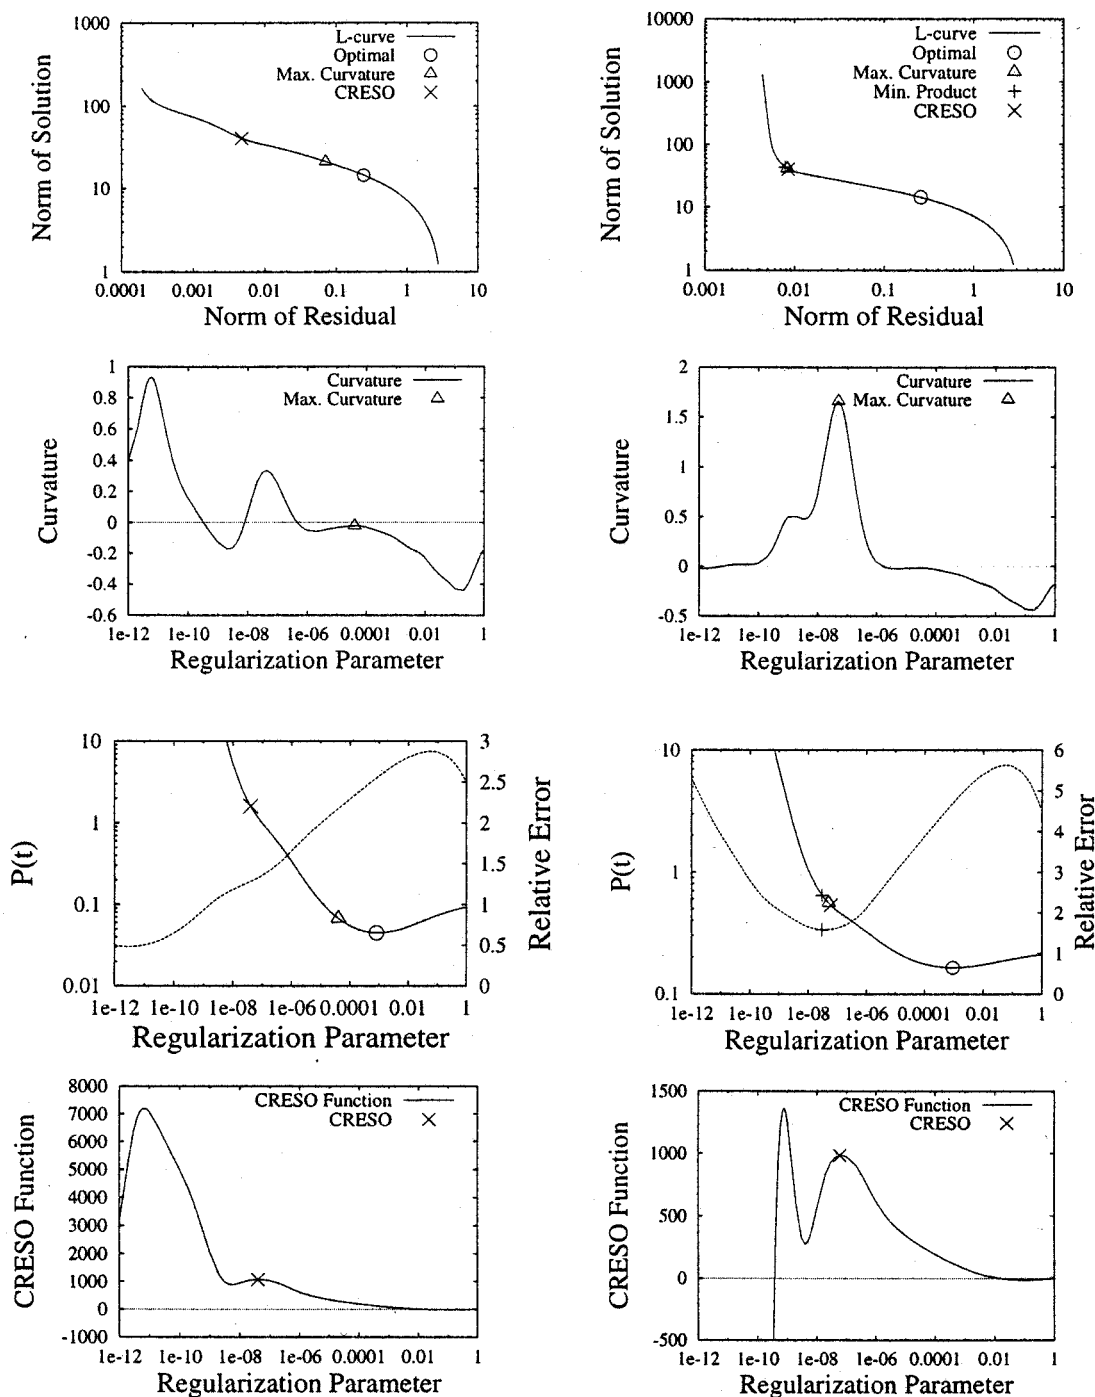 1000
100
10
1
0.0001
0.001
0.01
0.1
1
10
Norm of Solution
Norm of Residual
L-curve
Optimal
Max. Curvature
CRESO
10000
1000
100
10
1
0.001
0.01
0.1
1
10
Norm of Solution
Norm of Residual
L-curve
Optimal
Max. Curvature
Min. Product
CRESO
1
0.8
0.6
0.4
0.2
0
-0.2
-0.4
-0.6
1e-12
1e-10
1e-08
1e-06
0.0001
0.01
1
Curvature
Regularization Parameter
Curvature
Max. Curvature
2
1.5
1
0.5
0
-0.5
1e-12
1e-10
1e-08
1e-06
0.0001
0.01
1
Curvature
Regularization Parameter
Curvature
Max. Curvature
10
1
0.1
0.01
3
2.5
2
1.5
1
0.5
0
1e-12
1e-10
1e-08
1e-06
0.0001
0.01
1
P(t)
Relative Error
Regularization Parameter
10
1
0.1
6
5
4
3
2
1
0
1e-12
1e-10
1e-08
1e-06
0.0001
0.01
1
P(t)
Relative Error
Regularization Parameter
8000
7000
6000
5000
4000
3000
2000
1000
0
-1000
1e-12
1e-10
1e-08
1e-06
0.0001
0.01
1
CRESO Function
Regularization Parameter
CRESO Function
CRESO
1500
1000
500
0
-500
1e-12
1e-10
1e-08
1e-06
0.0001
0.01
1
CRESO Function
Regularization Parameter
CRESO Function
CRESO